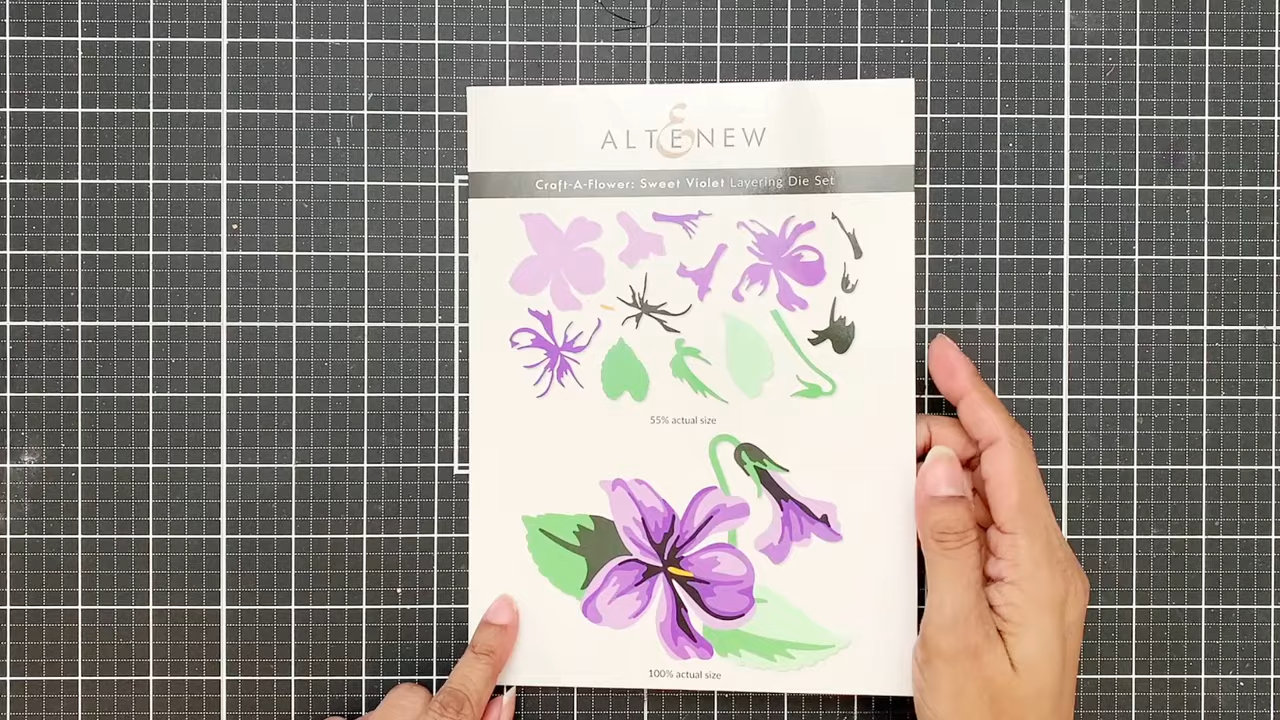 ALTENEW
Craft-A-Flower: Sweet Violet Layering Die Set
55% actual size
100% actual size